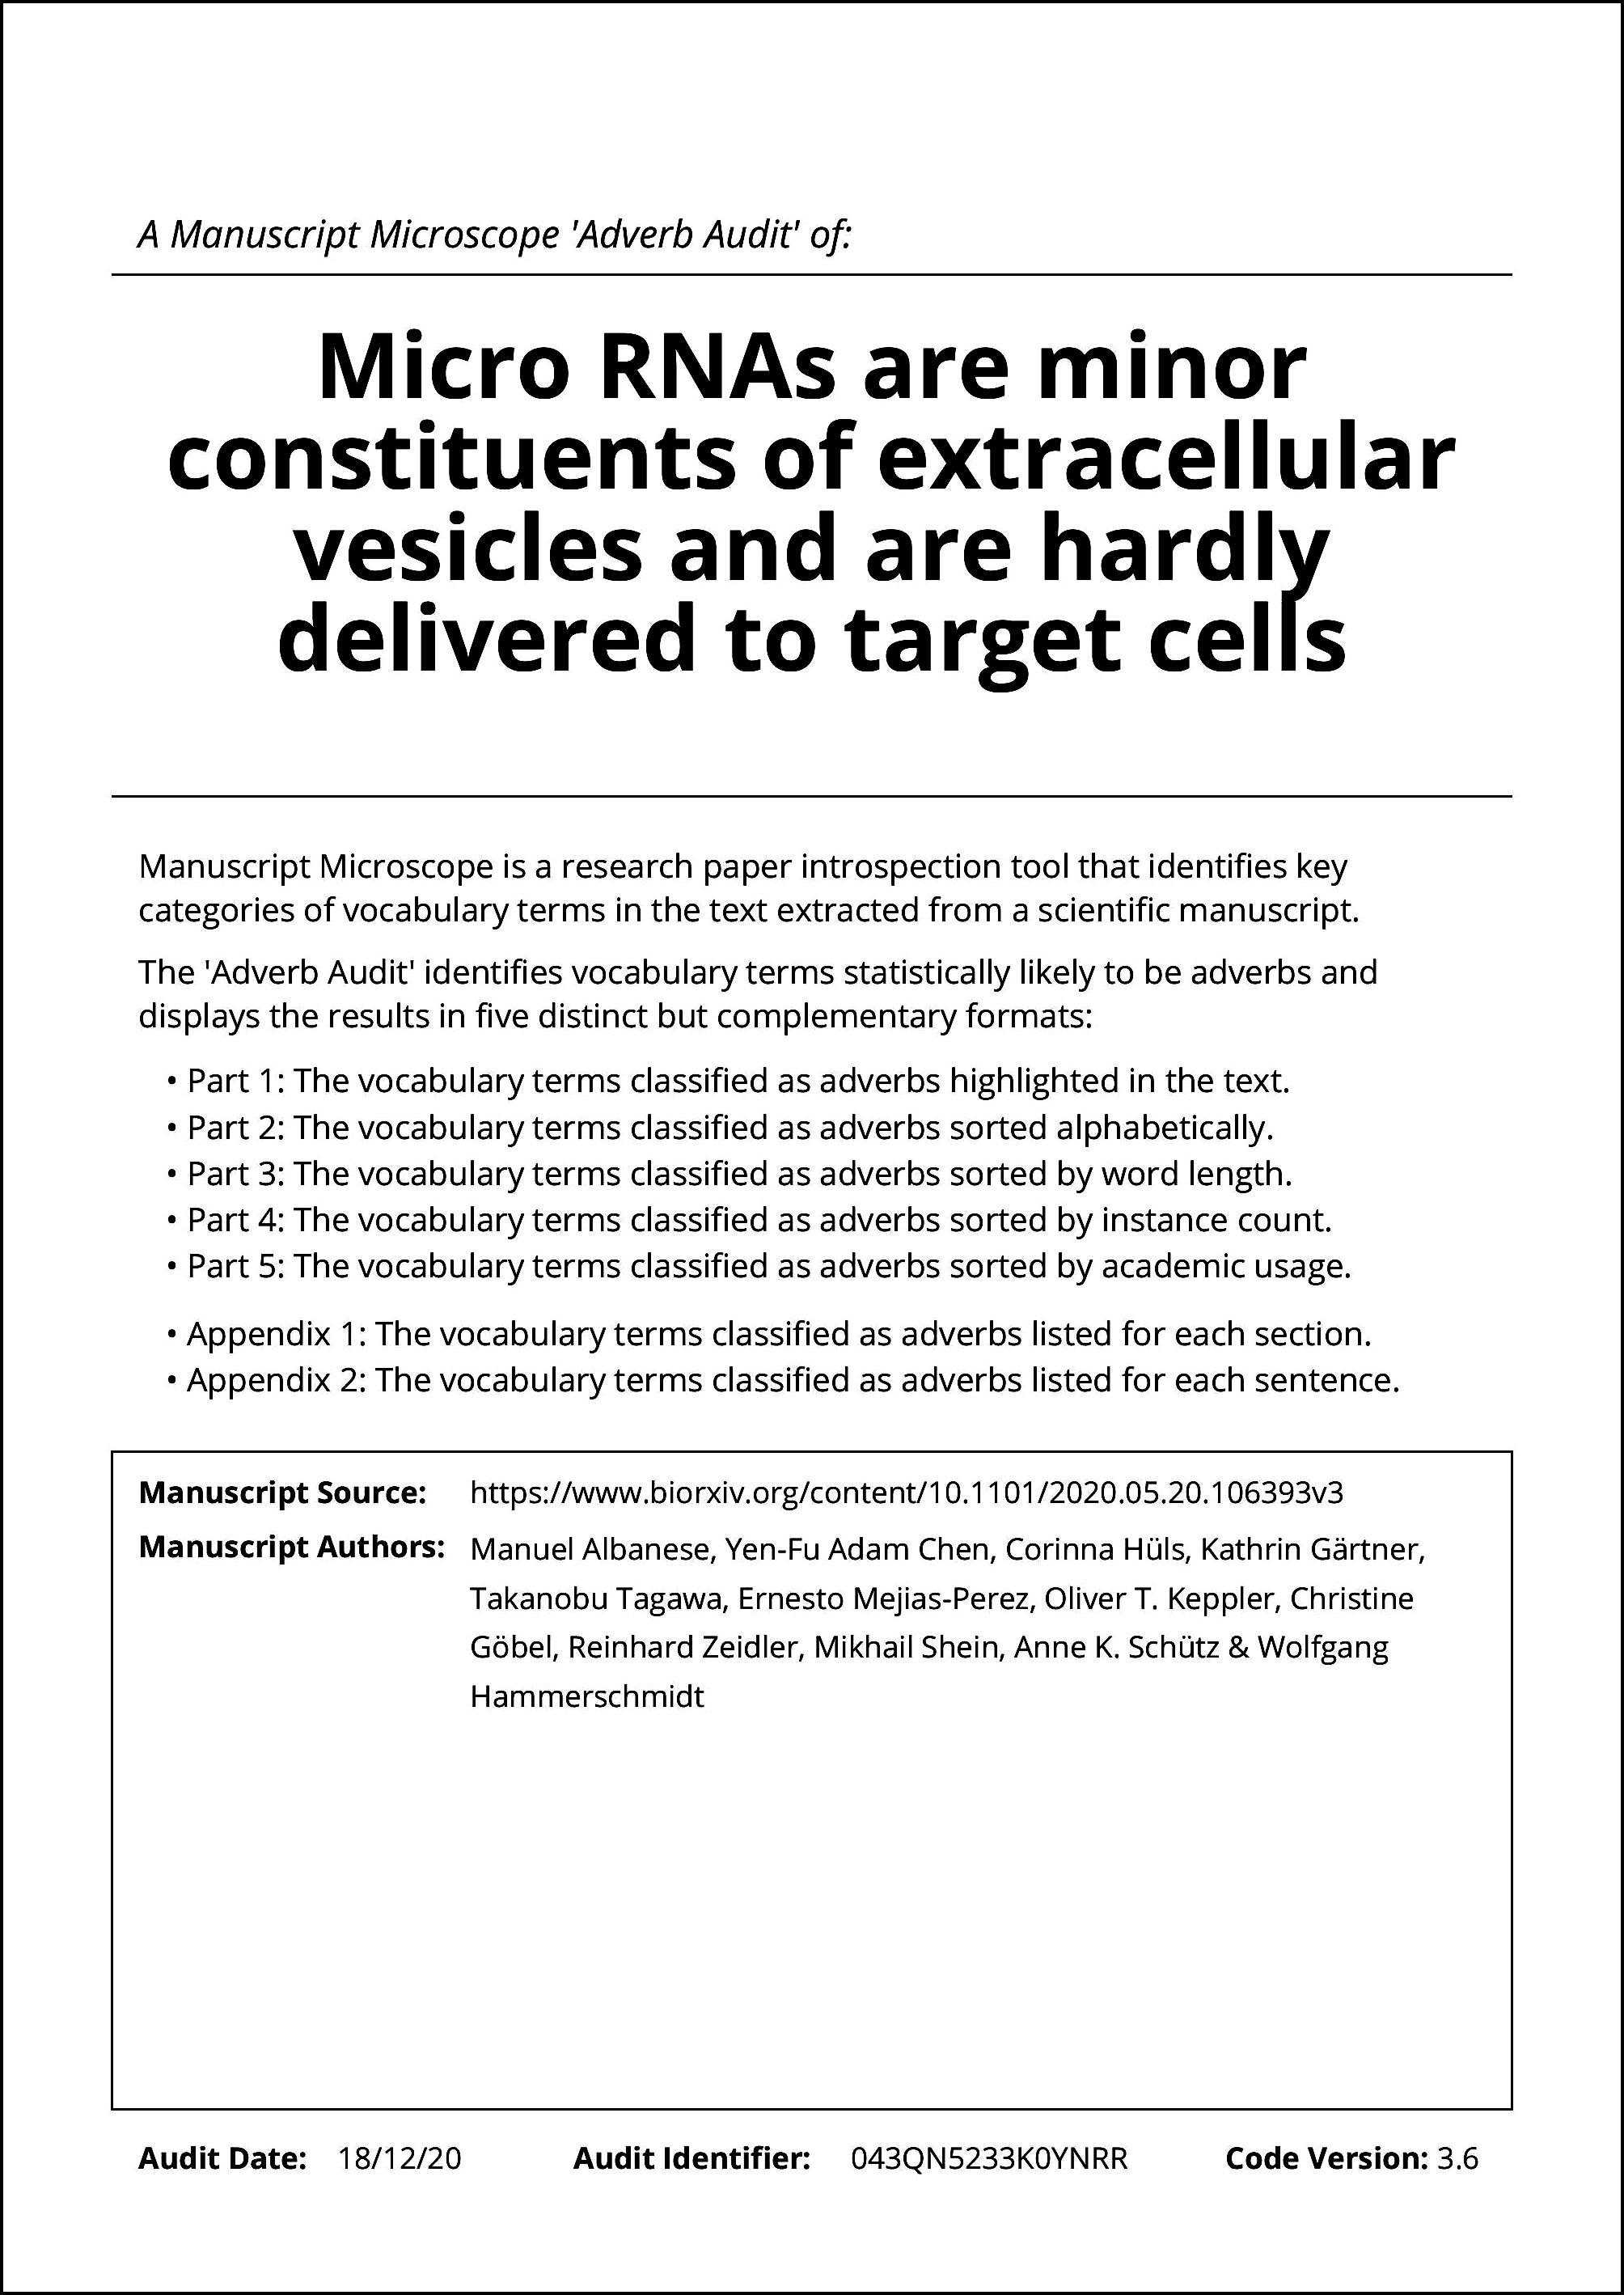 A Manuscript Microscope 'Adverb Audit' of:
Micro RNAs are minor
constituents of extracellular
vesicles and are hardly
delivered to target cells
Manuscript Microscope is a research paper introspection tool that identifies key
categories of vocabulary terms in the text extracted from a scientific manuscript.
The 'Adverb Audit' identifies vocabulary terms statistically likely to be adverbs and
displays the results in five distinct but complementary formats:
• Part 1: The vocabulary terms classified as adverbs highlighted in the text.
• Part 2: The vocabulary terms classified as adverbs sorted alphabetically.
• Part 3: The vocabulary terms classified as adverbs sorted by word length.
• Part 4: The vocabulary terms classified as adverbs sorted by instance count.
• Part 5: The vocabulary terms classified as adverbs sorted by academic usage.
• Appendix 1: The vocabulary terms classified as adverbs listed for each section.
• Appendix 2: The vocabulary terms classified as adverbs listed for each sentence.
Manuscript Source: https://www.biorxiv.org/content/10.1101/2020.05.20.106393v3
Manuscript Authors: Manuel Albanese, Yen-Fu Adam Chen, Corinna Hüls, Kathrin Gärtner,
Takanobu Tagawa, Ernesto Mejias-Perez, Oliver T. Keppler, Christine
Göbel, Reinhard Zeidler, Mikhail Shein, Anne K. Schütz & Wolfgang
Hammerschmidt
Audit Date: 18/12/20 Audit Identifier: 043QN5233K0YNRR Code Version: 3.6